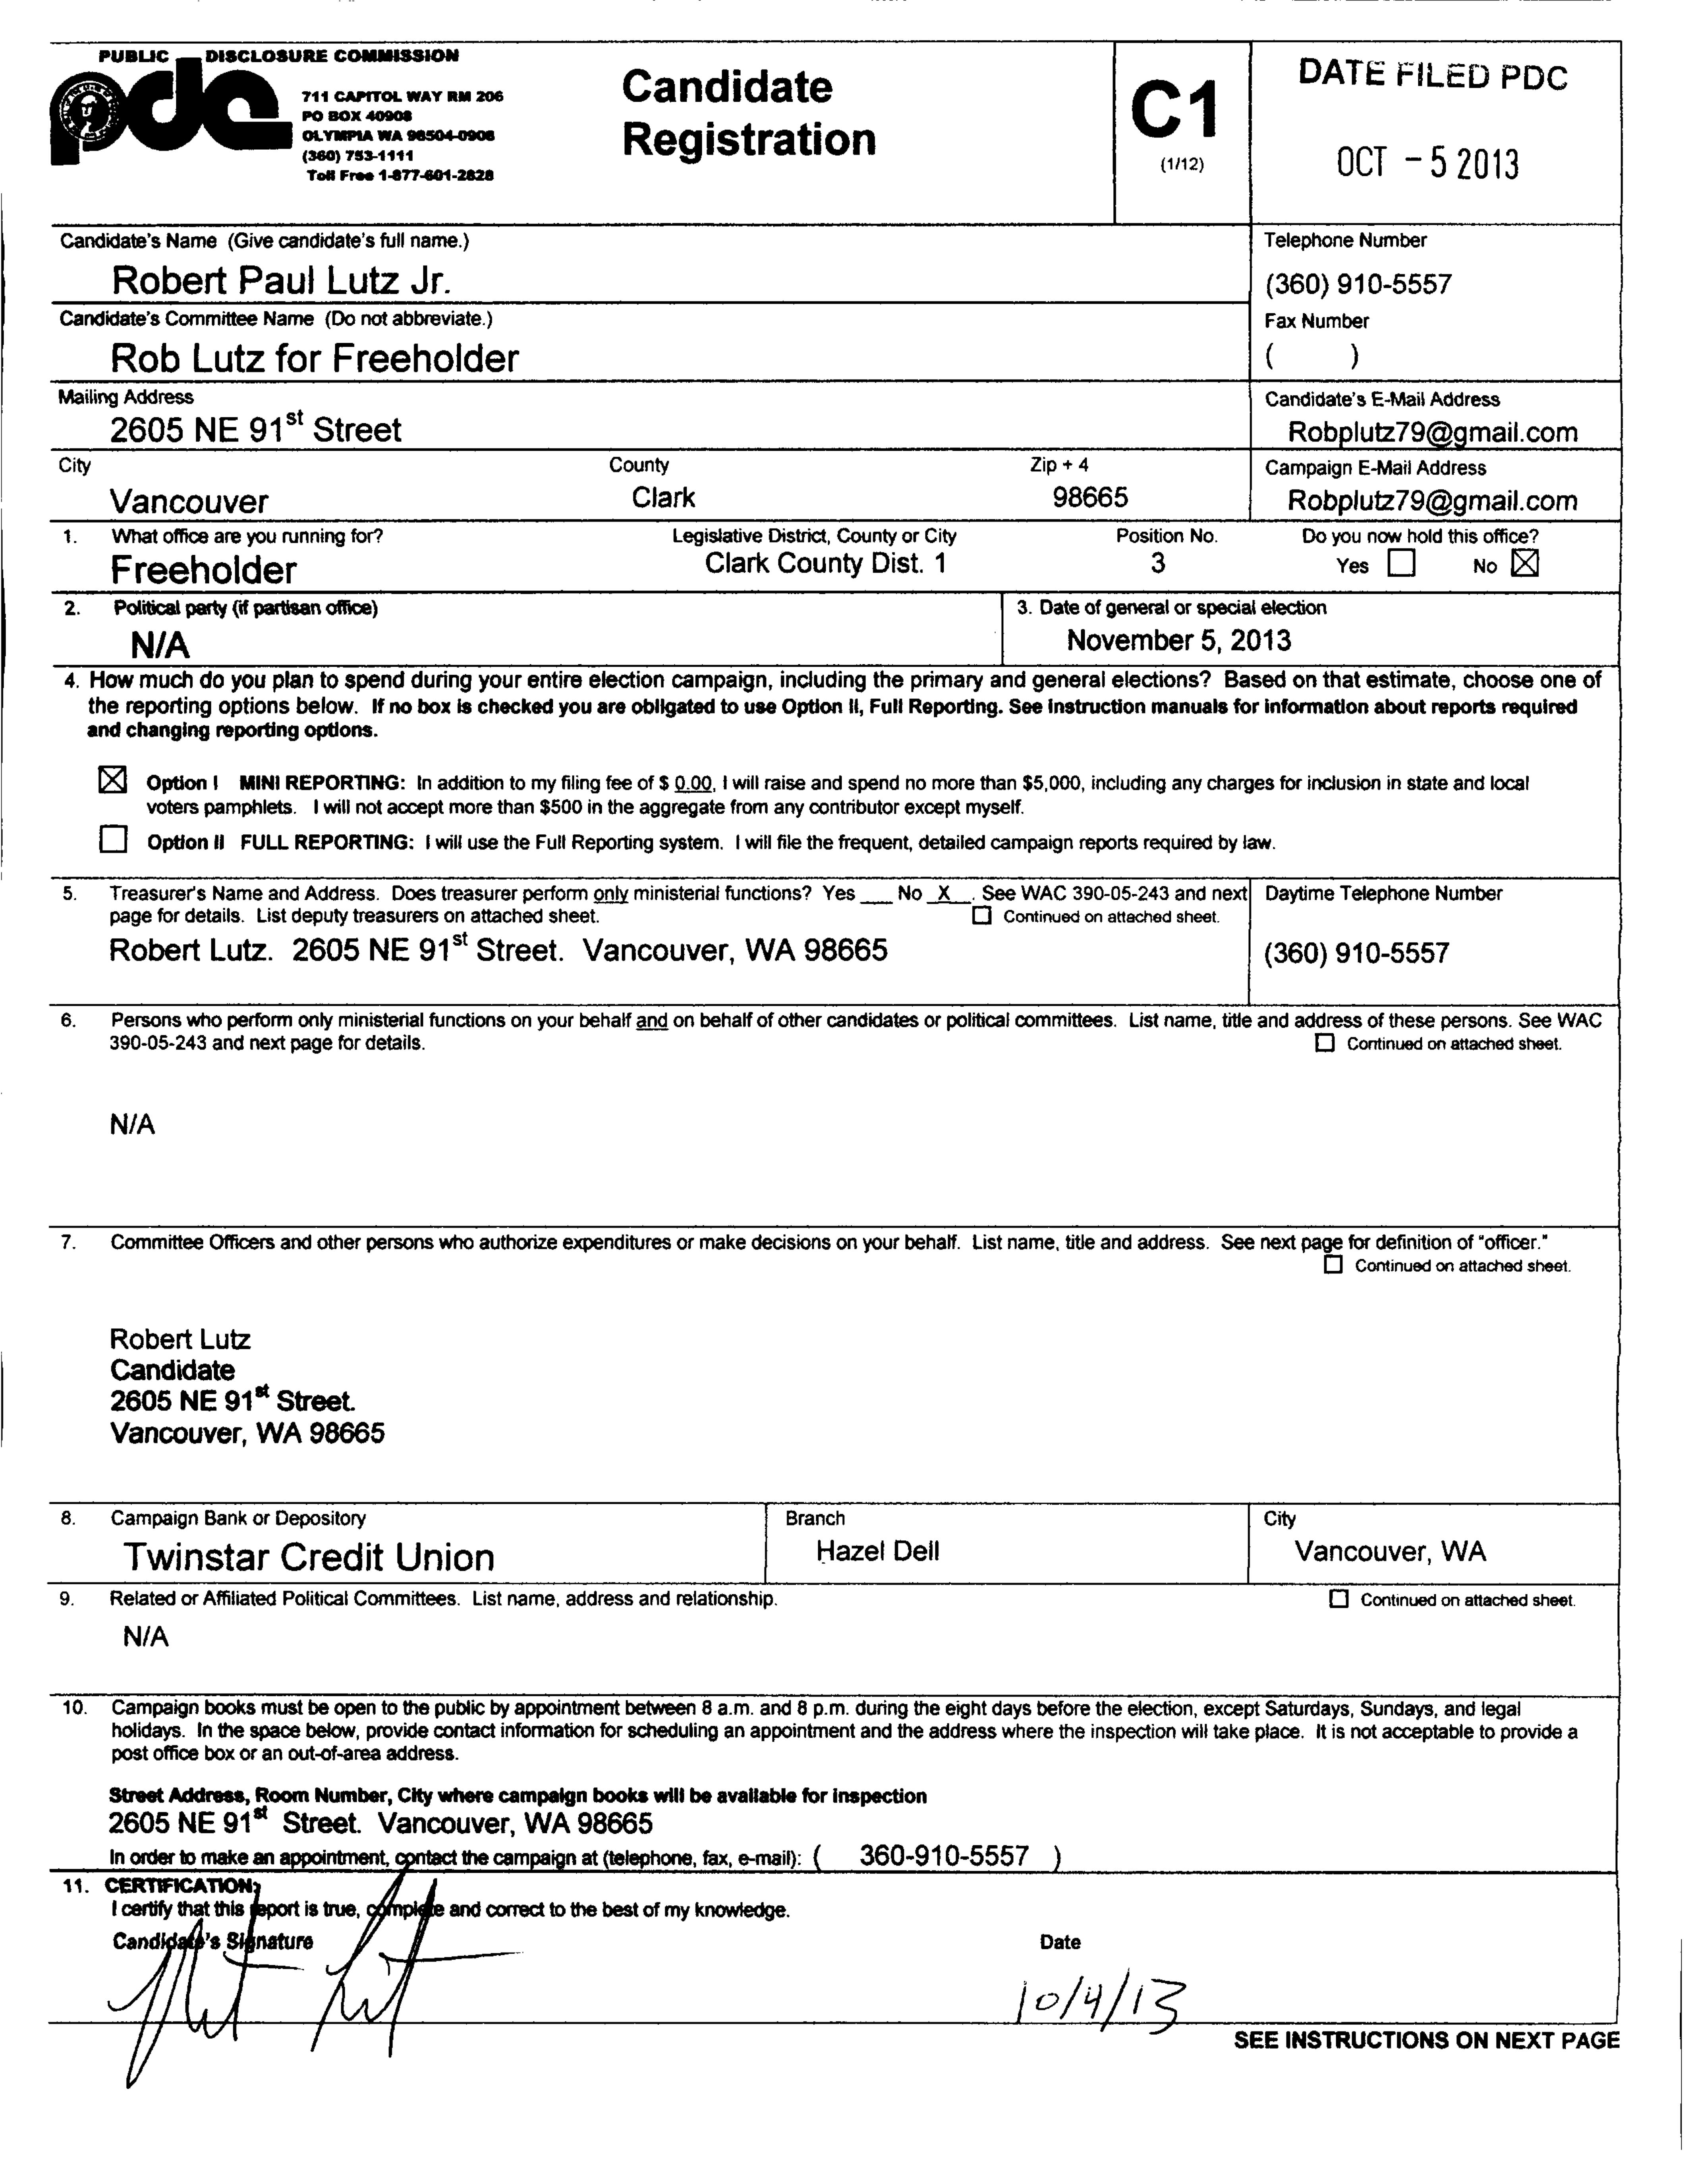 PUBLIC DISCLOSURE COMMISSION
pdc
711 CAPITOL WAY RM 206
PO BOX 40908
OLYMPIA WA 98504-0908
(360) 753-1111
Toll Free 1-877-601-2828
Candidate
Registration
C1
(1/12)
DATE FILED PDC
OCT - 5 2013
Candidate's Name (Give candidate's full name.)
Robert Paul Lutz Jr.
Telephone Number
(360) 910-5557
Candidate's Committee Name (Do not abbreviate.)
Rob Lutz for Freeholder
Fax Number
( )
Mailing Address
2605 NE 91st Street
Candidate's E-Mail Address
Robplutz79@gmail.com
City County Zip + 4
Vancouver Clark 98665
Campaign E-Mail Address
Robplutz79@gmail.com
1. What office are you running for? Legislative District, County or City Position No. Do you now hold this office?
Freeholder Clark County Dist. 1 3 Yes ☐ No ☒
2. Political party (if partisan office)
N/A
3. Date of general or special election
November 5, 2013
4. How much do you plan to spend during your entire election campaign, including the primary and general elections? Based on that estimate, choose one of
the reporting options below. If no box is checked you are obligated to use Option II, Full Reporting. See instruction manuals for information about reports required
and changing reporting options.
☒ Option I MINI REPORTING: In addition to my filing fee of $ 0.00, I will raise and spend no more than $5,000, including any charges for inclusion in state and local
voters pamphlets. I will not accept more than $500 in the aggregate from any contributor except myself.
☐ Option II FULL REPORTING: I will use the Full Reporting system. I will file the frequent, detailed campaign reports required by law.
5. Treasurer's Name and Address. Does treasurer perform only ministerial functions? Yes ___ No _X_. See WAC 390-05-243 and next
page for details. List deputy treasurers on attached sheet. ☐ Continued on attached sheet.
Robert Lutz. 2605 NE 91st Street. Vancouver, WA 98665
Daytime Telephone Number
(360) 910-5557
6. Persons who perform only ministerial functions on your behalf and on behalf of other candidates or political committees. List name, title and address of these persons. See WAC
390-05-243 and next page for details. ☐ Continued on attached sheet.
N/A
7. Committee Officers and other persons who authorize expenditures or make decisions on your behalf. List name, title and address. See next page for definition of "officer."
☐ Continued on attached sheet.
Robert Lutz
Candidate
2605 NE 91st Street.
Vancouver, WA 98665
8. Campaign Bank or Depository
Twinstar Credit Union
Branch
Hazel Dell
City
Vancouver, WA
9. Related or Affiliated Political Committees. List name, address and relationship. ☐ Continued on attached sheet.
N/A
10. Campaign books must be open to the public by appointment between 8 a.m. and 8 p.m. during the eight days before the election, except Saturdays, Sundays, and legal
holidays. In the space below, provide contact information for scheduling an appointment and the address where the inspection will take place. It is not acceptable to provide a
post office box or an out-of-area address.
Street Address, Room Number, City where campaign books will be available for inspection
2605 NE 91st Street. Vancouver, WA 98665
In order to make an appointment, contact the campaign at (telephone, fax, e-mail): ( 360-910-5557 )
11. CERTIFICATION:
I certify that this report is true, complete and correct to the best of my knowledge.
Candidate's Signature Date
10/4/13
SEE INSTRUCTIONS ON NEXT PAGE